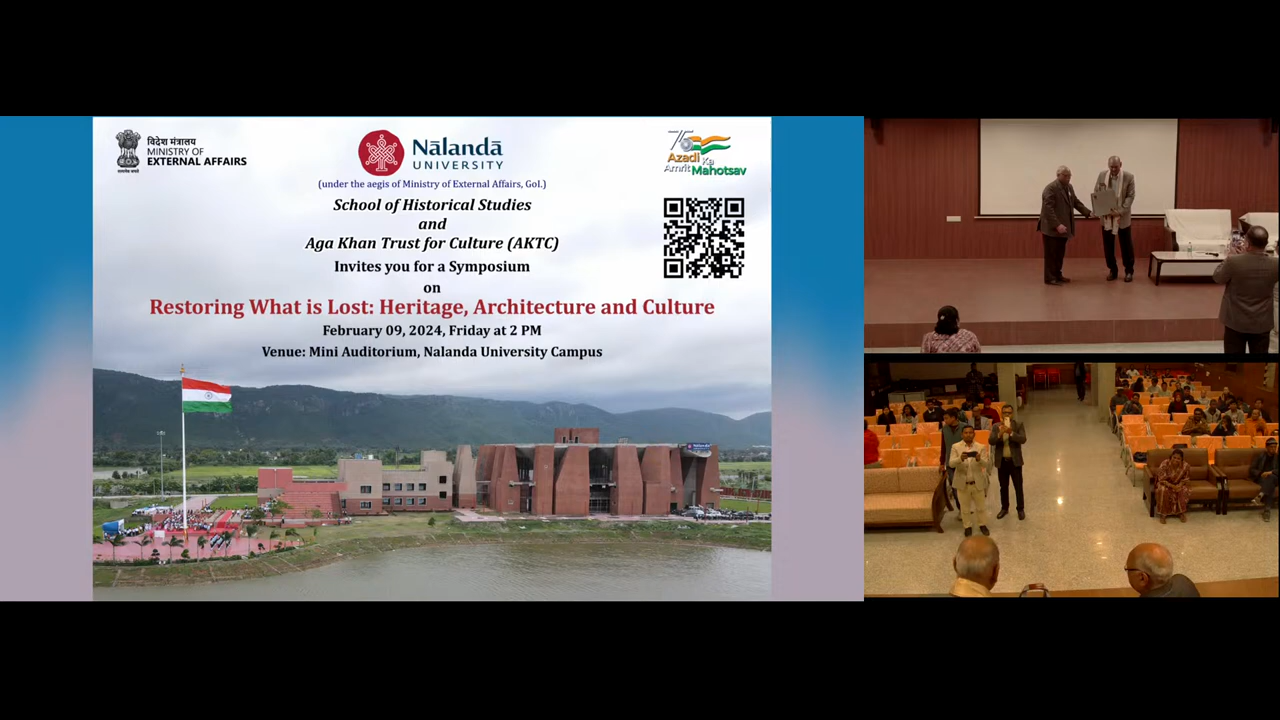 विदेश मंत्रालय
MINISTRY OF
EXTERNAL AFFAIRS
Nālandā
UNIVERSITY
75
Azadi Ka
Amrit Mahotsav
(under the aegis of Ministry of External Affairs, GoI.)
School of Historical Studies
and
Aga Khan Trust for Culture (AKTC)
Invites you for a Symposium
on
Restoring What is Lost: Heritage, Architecture and Culture
February 09, 2024, Friday at 2 PM
Venue: Mini Auditorium, Nalanda University Campus